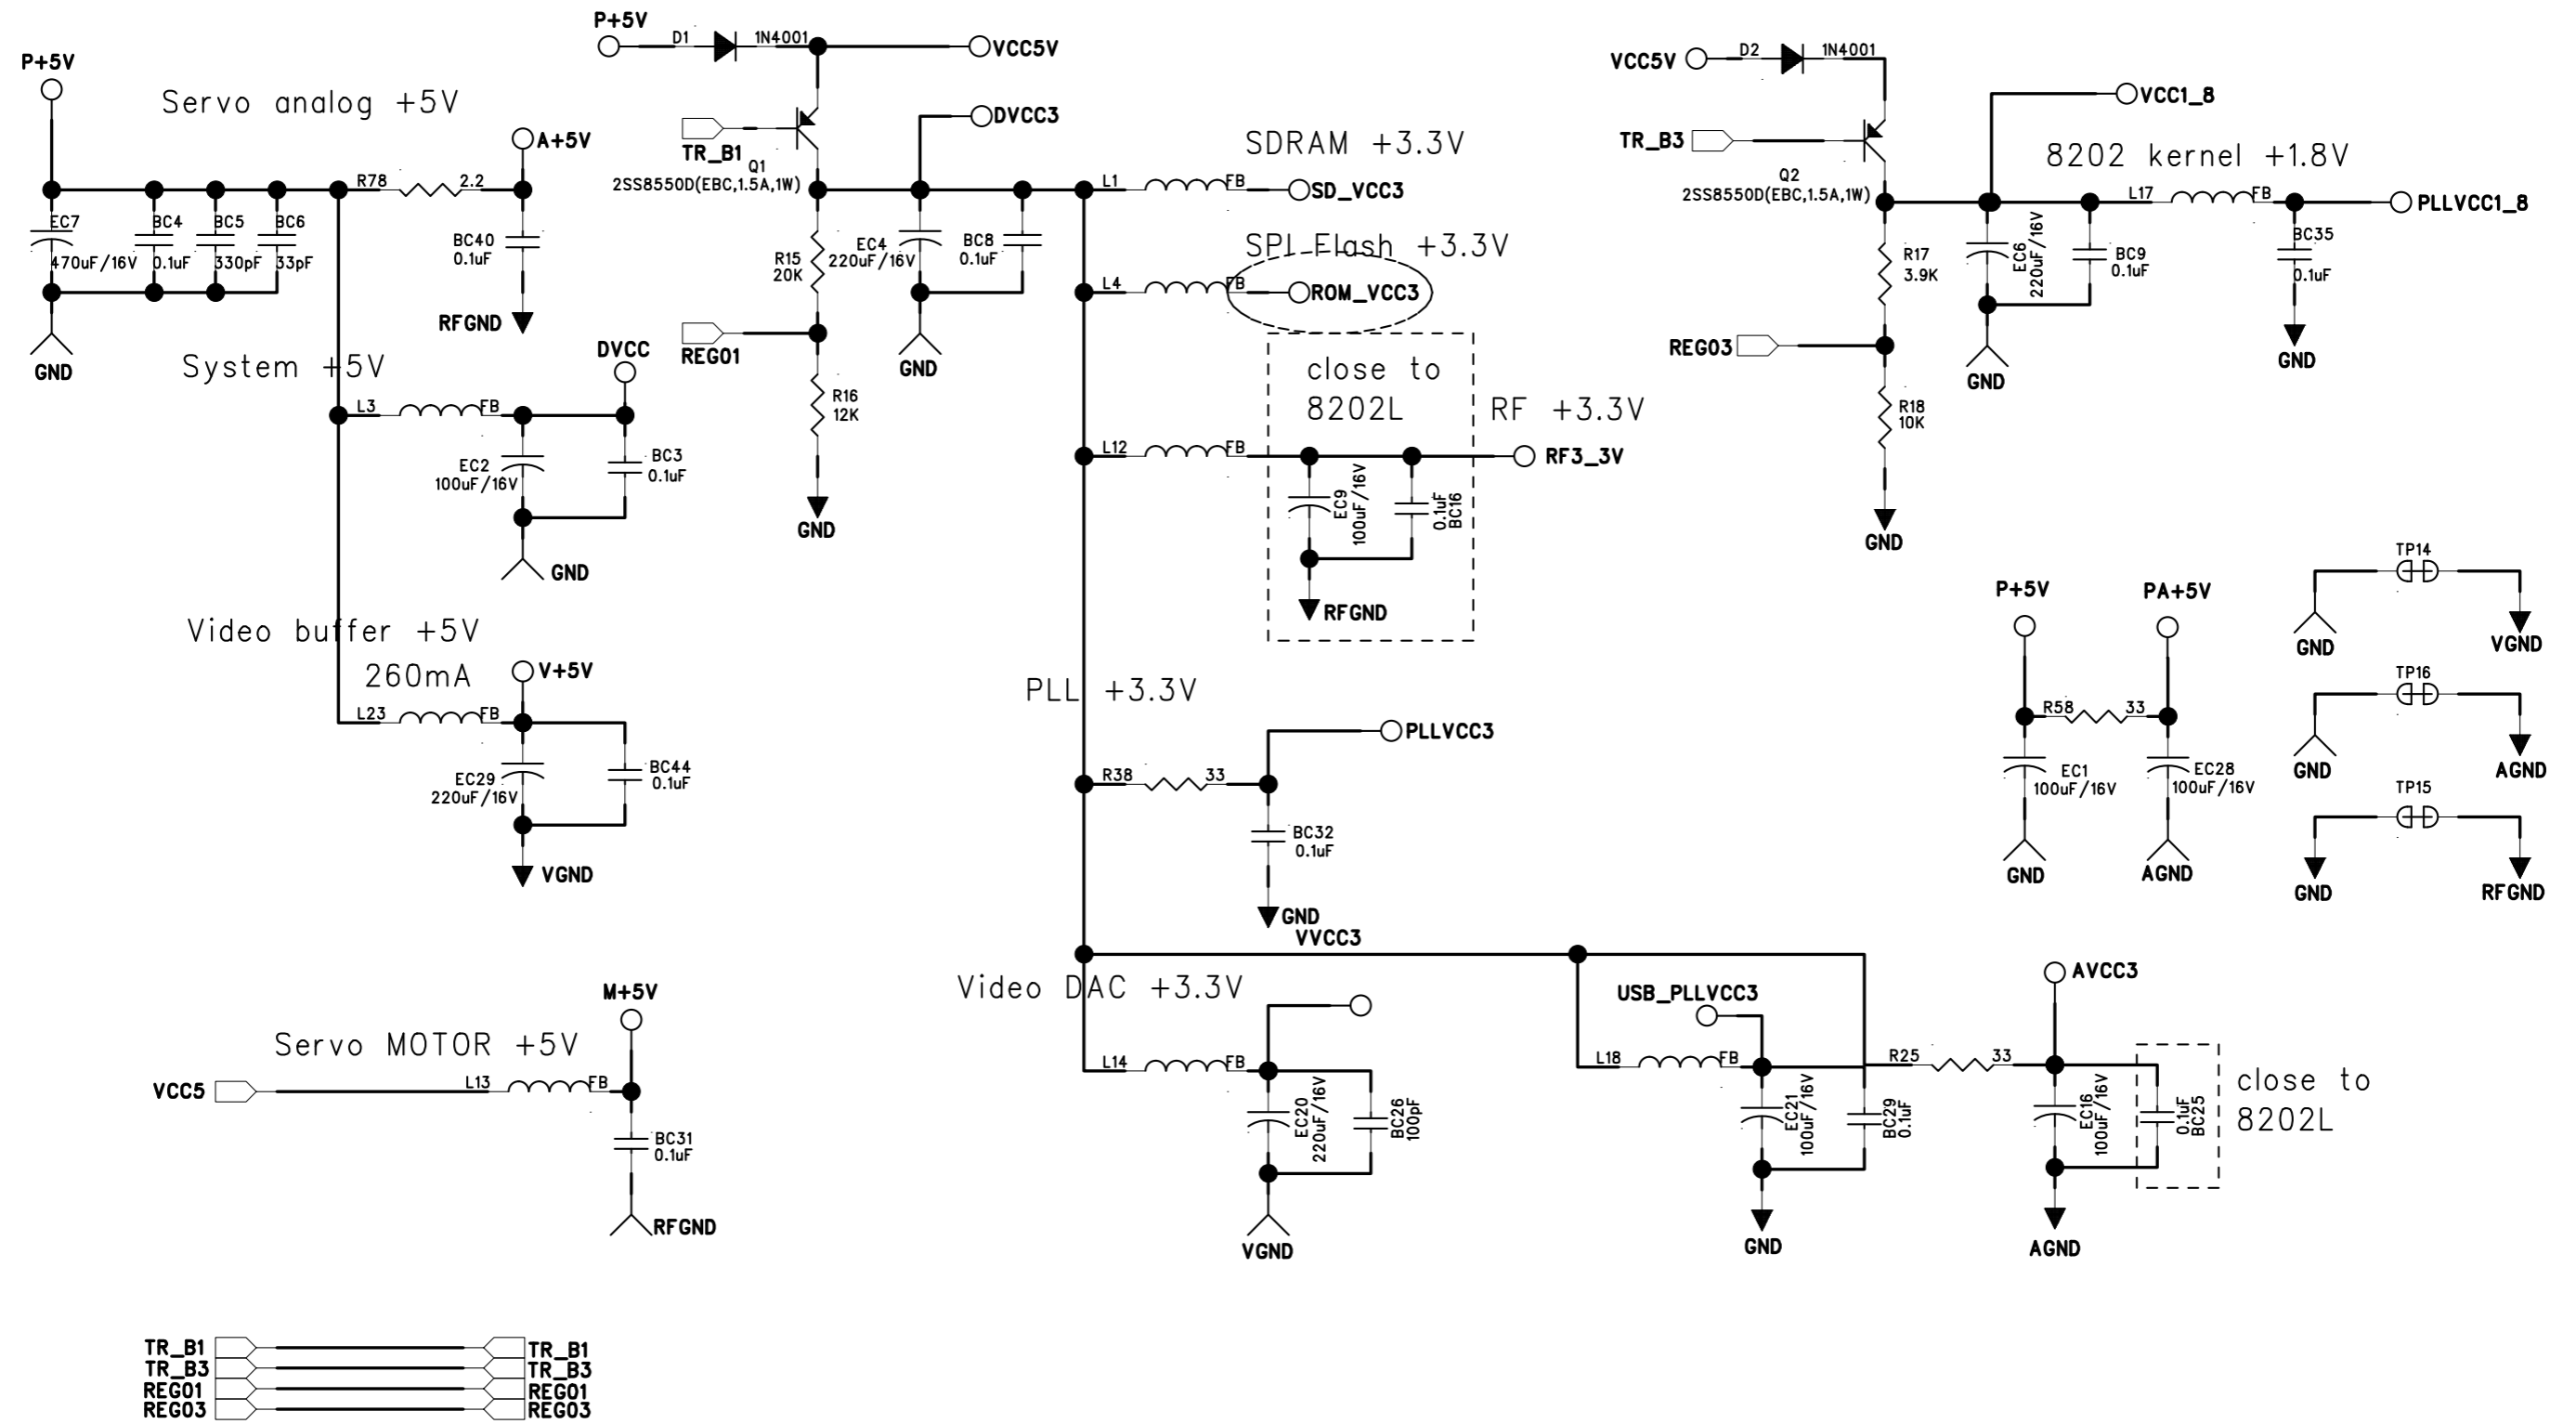 P+5V
Servo analog +5V
A+5V
R78
2.2
EC7
470uF/16V
BC4
0.1uF
BC5
330pF
BC6
33pF
BC40
0.1uF
RFGND
GND
System +5V
DVCC
L3
FB
EC2
100uF/16V
BC3
0.1uF
GND
Video buffer +5V
260mA
V+5V
L23
FB
EC29
220uF/16V
BC44
0.1uF
VGND
M+5V
Servo MOTOR +5V
VCC5
L13
FB
BC31
0.1uF
RFGND
TR_B1
TR_B1
TR_B3
TR_B3
REGO1
REGO1
REGO3
REGO3
P+5V
D1
1N4001
VCC5V
TR_B1
Q1
2SS8550D(EBC,1.5A,1W)
DVCC3
R15
20K
EC4
220uF/16V
BC8
0.1uF
REGO1
GND
R16
12K
GND
SDRAM +3.3V
L1
FB
SD_VCC3
SPI Flash +3.3V
L4
FB
ROM_VCC3
close to
8202L
RF +3.3V
L12
FB
RF3_3V
EC9
100uF/16V
0.1uF
BC16
RFGND
PLL +3.3V
PLLVCC3
R38
33
BC32
0.1uF
GND
VVCC3
Video DAC +3.3V
L14
FB
EC20
220uF/16V
BC26
100pF
VGND
USB_PLLVCC3
L18
FB
EC21
100uF/16V
BC29
0.1uF
GND
R25
33
AVCC3
EC16
100uF/16V
0.1uF
BC25
close to
8202L
AGND
VCC5V
D2
1N4001
VCC1_8
TR_B3
Q2
2SS8550D(EBC,1.5A,1W)
8202 kernel +1.8V
L17
FB
PLLVCC1_8
R17
3.9K
EC6
220uF/16V
BC9
0.1uF
BC35
0.1uF
REGO3
GND
GND
R18
10K
GND
P+5V
PA+5V
R58
33
EC1
100uF/16V
EC28
100uF/16V
GND
AGND
TP14
GND
VGND
TP16
GND
AGND
TP15
GND
RFGND